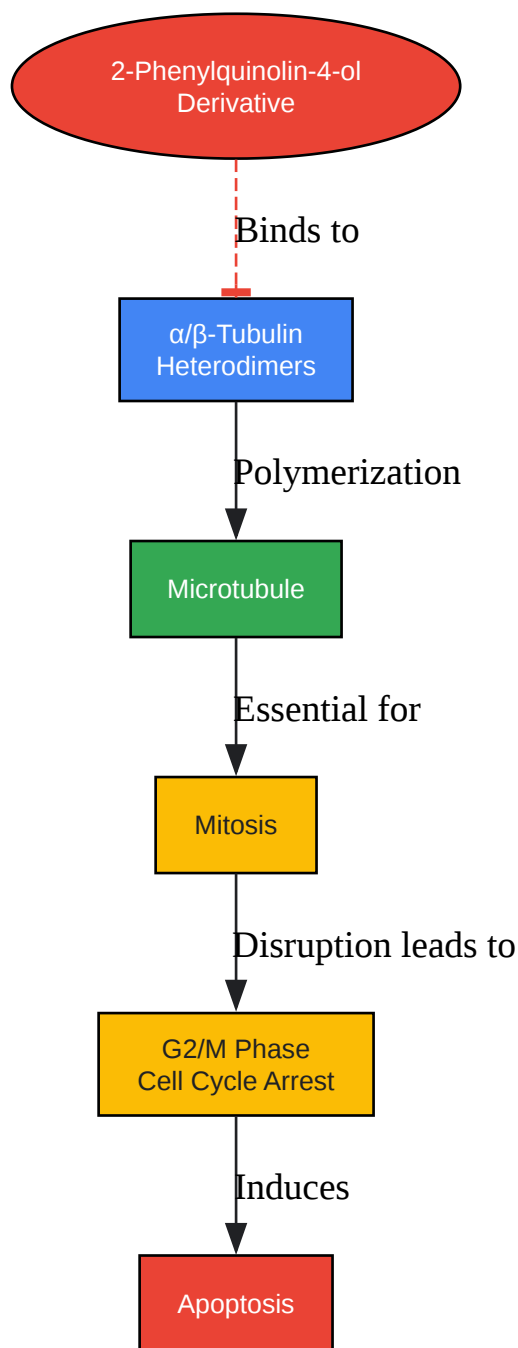 2-Phenylquinolin-4-ol
Derivative
Binds to
α/β-Tubulin
Heterodimers
Polymerization
Microtubule
Essential for
Mitosis
Disruption leads to
G2/M Phase
Cell Cycle Arrest
Induces
Apoptosis